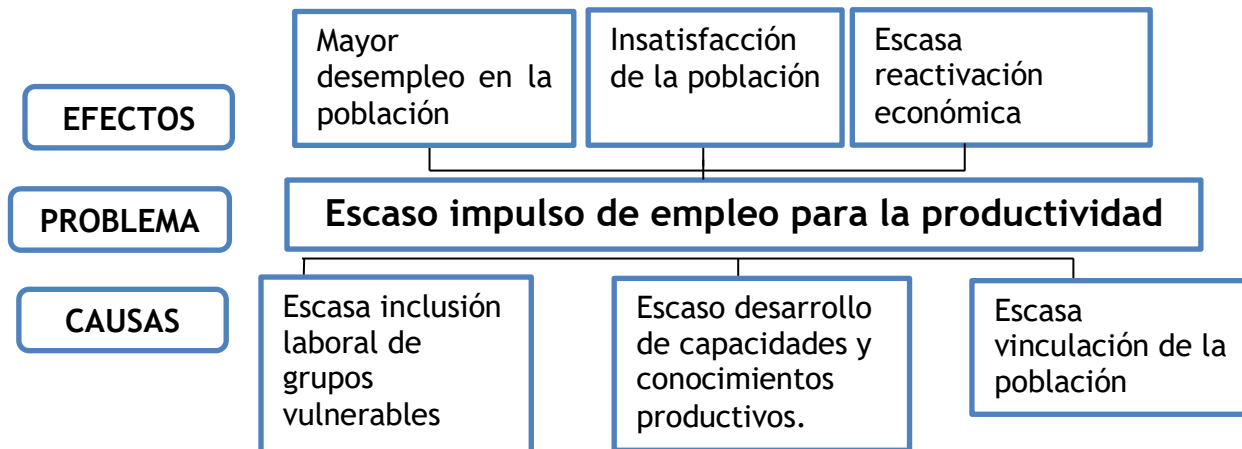 EFECTOS
Mayor
desempleo en la
población
Insatisfacción
de la población
Escasa
reactivación
económica
PROBLEMA
Escaso impulso de empleo para la productividad
CAUSAS
Escasa inclusión
laboral de
grupos
vulnerables
Escaso desarrollo
de capacidades y
conocimientos
productivos.
Escasa
vinculación de la
población